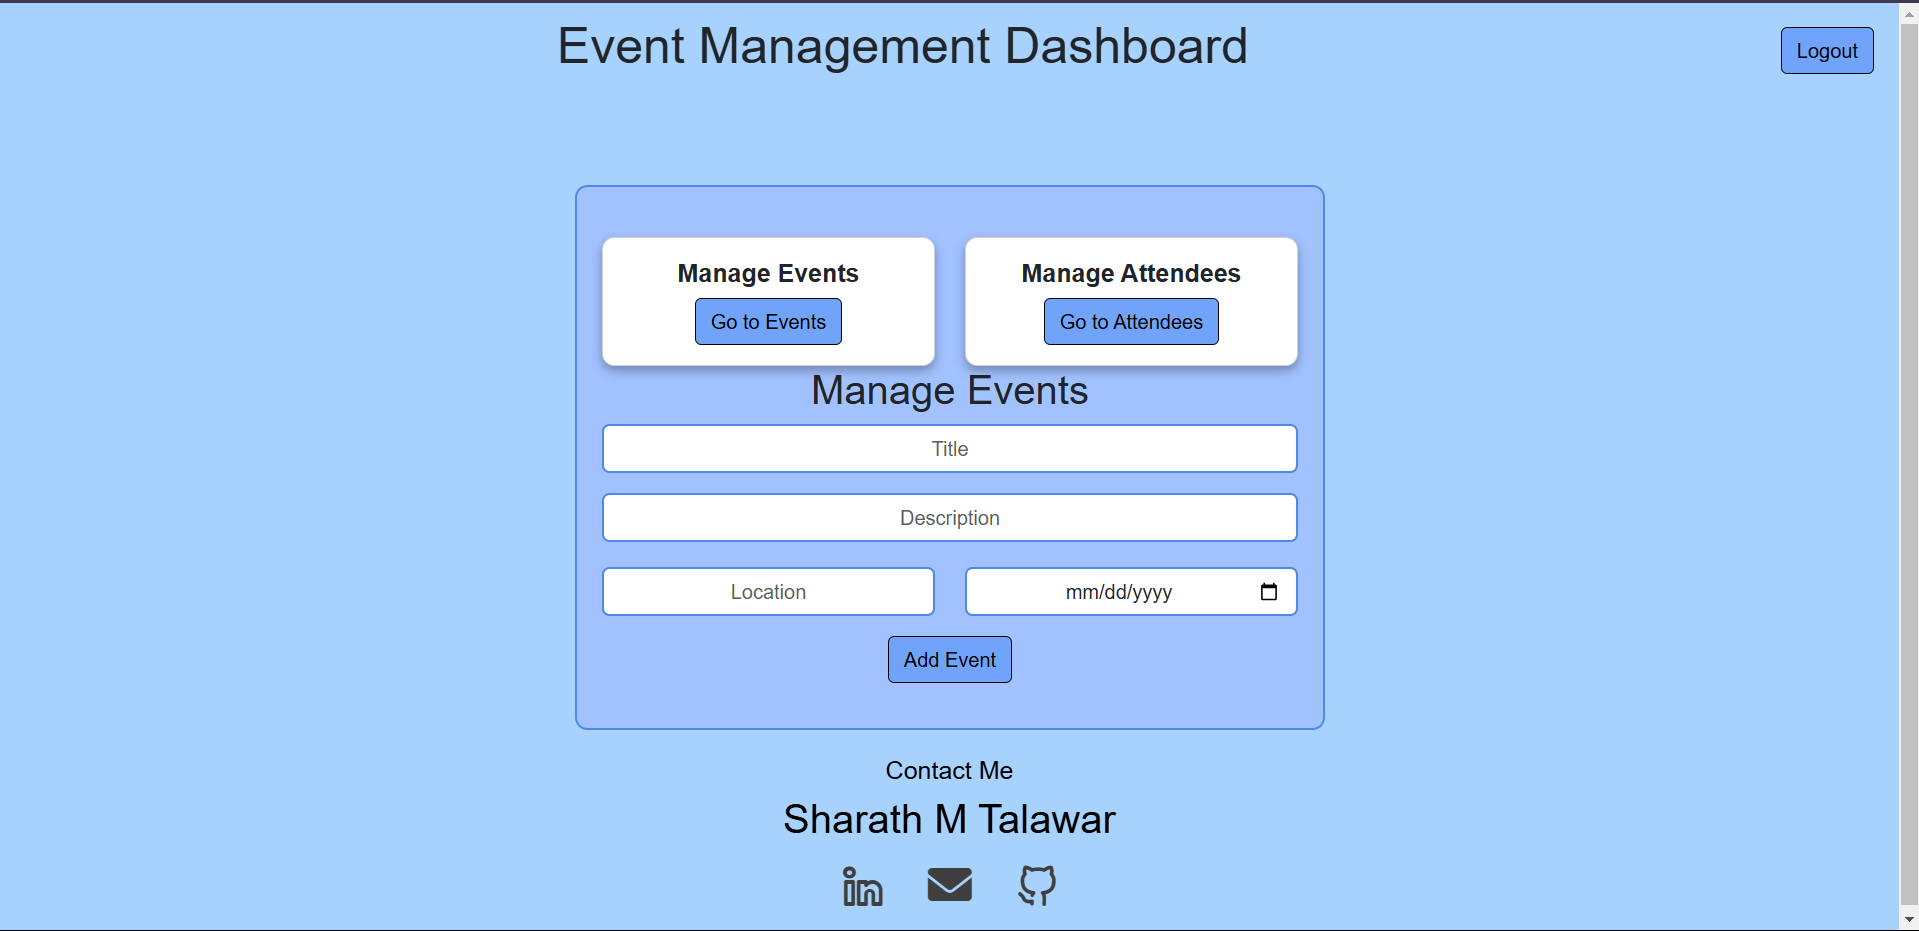 Event Management Dashboard
Logout
Manage Events
Go to Events
Manage Attendees
Go to Attendees
Manage Events
Title
Description
Location
mm/dd/yyyy
Add Event
Contact Me
Sharath M Talawar
in